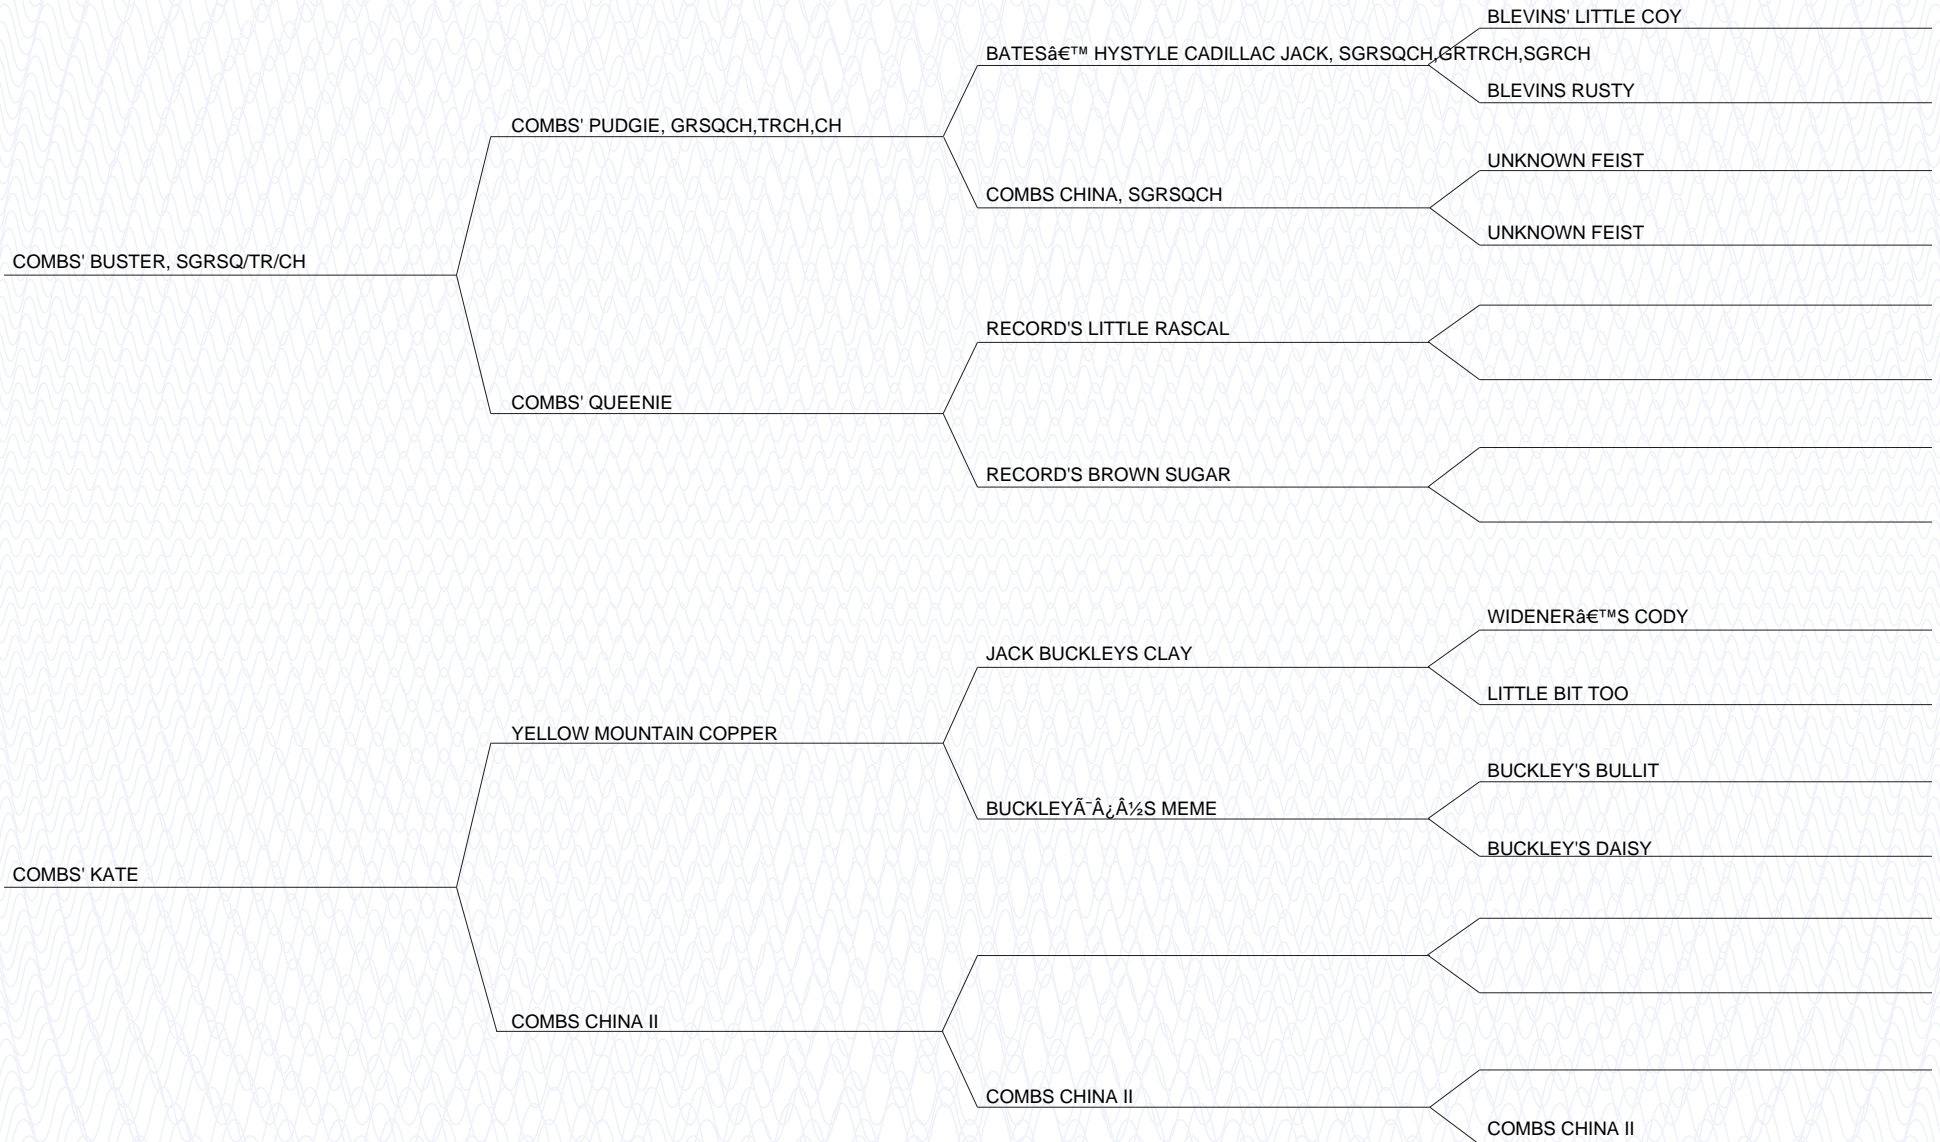 BLEVINS' LITTLE COY
BATESâ€™ HYSTYLE CADILLAC JACK, SGRSQCH,GRTRCH,SGRCH
BLEVINS RUSTY
COMBS' PUDGIE, GRSQCH,TRCH,CH
UNKNOWN FEIST
COMBS CHINA, SGRSQCH
UNKNOWN FEIST
COMBS' BUSTER, SGRSQ/TR/CH
RECORD'S LITTLE RASCAL
COMBS' QUEENIE
RECORD'S BROWN SUGAR
WIDENERâ€™S CODY
JACK BUCKLEYS CLAY
LITTLE BIT TOO
YELLOW MOUNTAIN COPPER
BUCKLEY'S BULLIT
BUCKLEYÃ¯Â¿Â½S MEME
BUCKLEY'S DAISY
COMBS' KATE
COMBS CHINA II
COMBS CHINA II
COMBS CHINA II